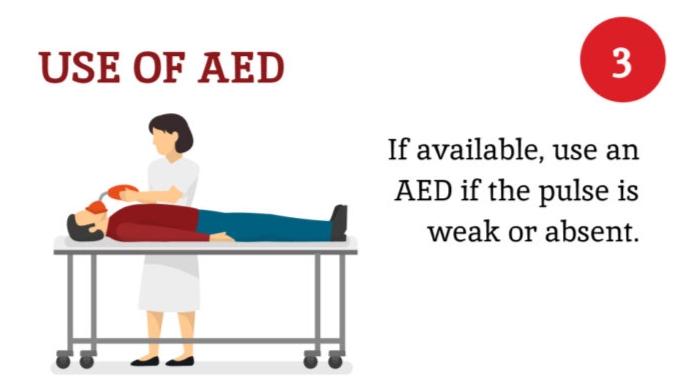 USE OF AED
3
If available, use an
AED if the pulse is
weak or absent.